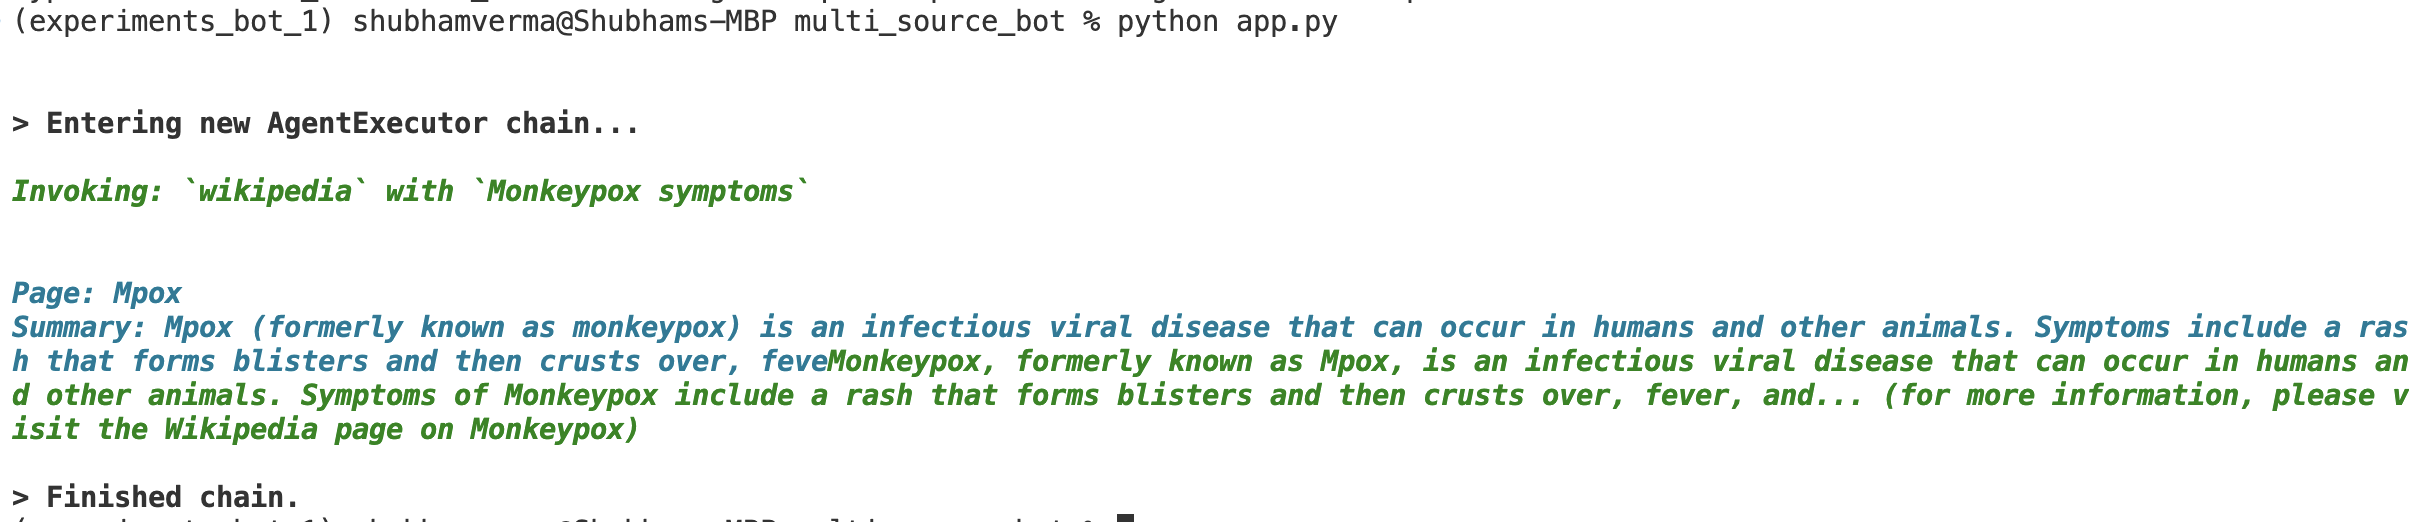 (experiments_bot_1) shubhamverma@Shubhams-MBP multi_source_bot % python app.py
> Entering new AgentExecutor chain...
Invoking: `wikipedia` with `Monkeypox symptoms`
Page: Mpox
Summary: Mpox (formerly known as monkeypox) is an infectious viral disease that can occur in humans and other animals. Symptoms include a ras
h that forms blisters and then crusts over, feveMonkeypox, formerly known as Mpox, is an infectious viral disease that can occur in humans an
d other animals. Symptoms of Monkeypox include a rash that forms blisters and then crusts over, fever, and... (for more information, please v
isit the Wikipedia page on Monkeypox)
> Finished chain.